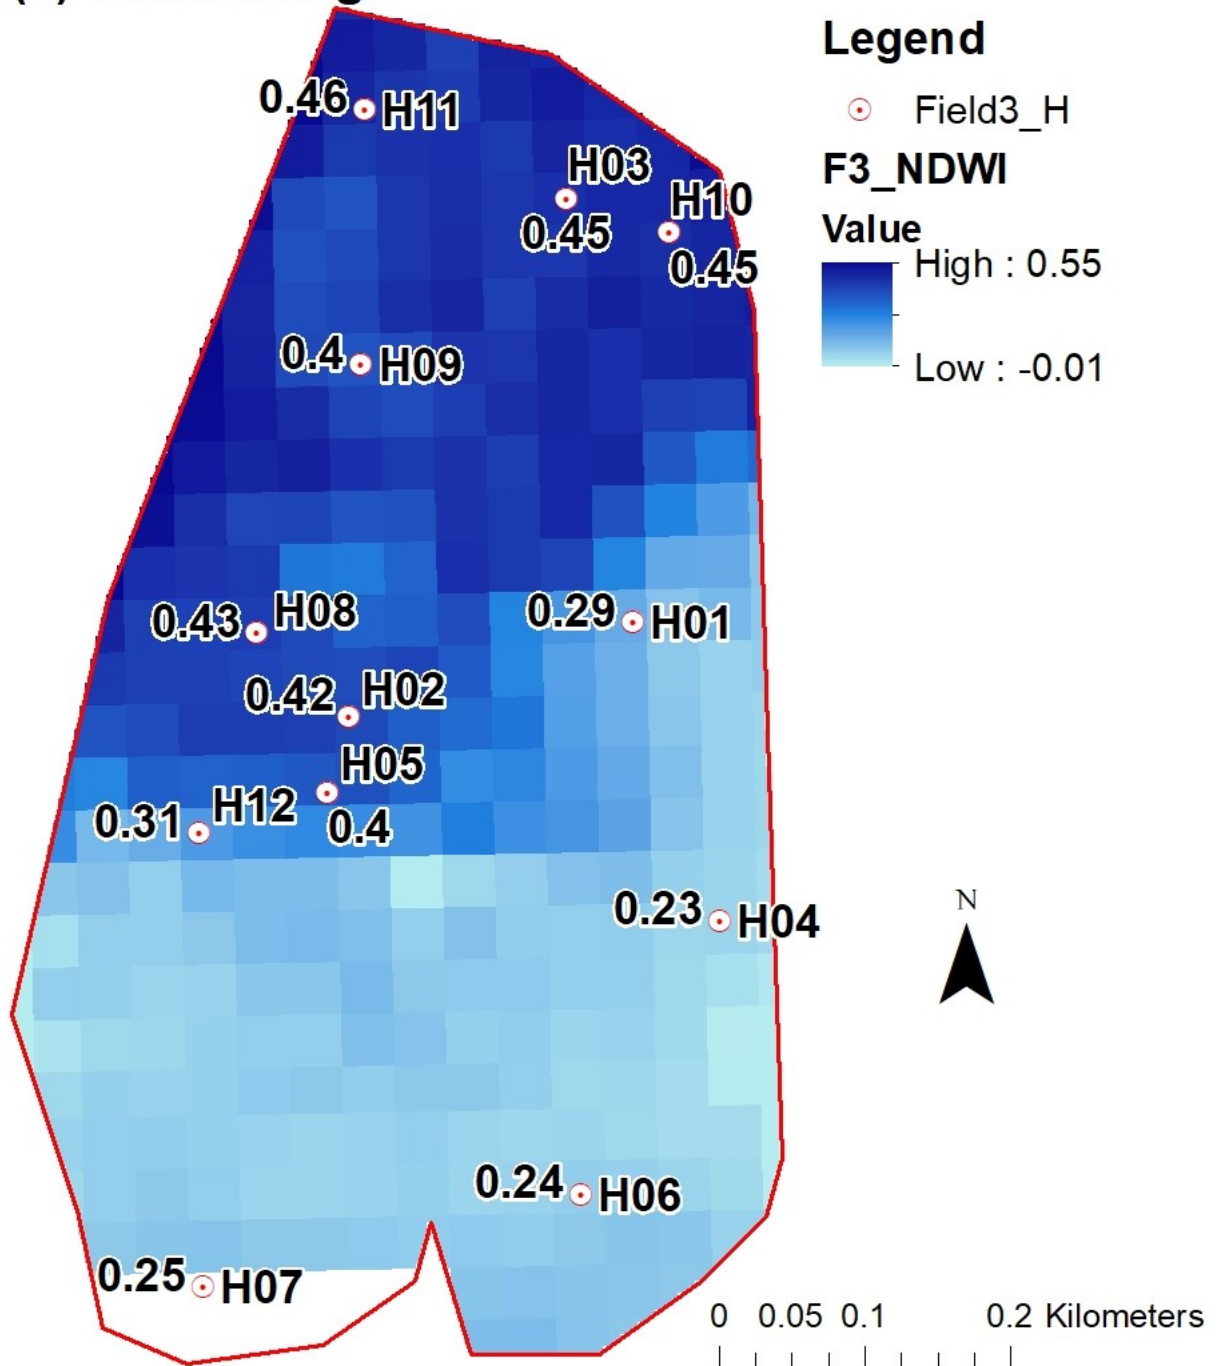 Legend
Field3_H
F3_NDWI
Value
High : 0.55
Low : -0.01
0.46 H11
H03
0.45
H10
0.45
0.4 H09
0.43 H08
0.29 H01
0.42 H02
H05
0.4
0.31 H12
0.23 H04
N
0.24 H06
0.25 H07
0 0.05 0.1 0.2 Kilometers